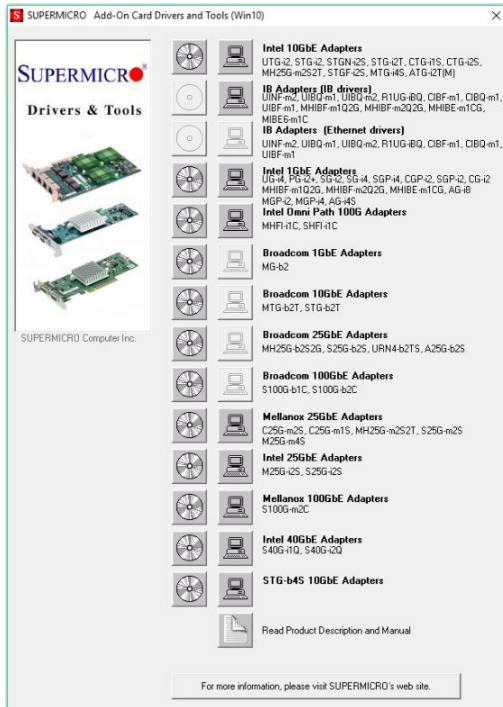 SUPERMICRO Add-On Card Drivers and Tools (Win10)
SUPERMICRO
Drivers & Tools
SUPERMICRO Computer Inc.
Intel 10GbE Adapters
UTG-i2, STG-i2, STGN-i2S, STG-i2T, CTG-i1S, CTG-i2S,
MH25G-m2S2T, STGF-i2S, MTG-i4S, ATG-i2T(M)
IB Adapters (IB drivers)
UINF-m2, UIBQ-m1, UIBQ-m2, R1UG-iBQ, CIBF-m1, CIBQ-m1,
UIBF-m1, MHIBF-m1Q2G, MHIBF-m2Q2G, MHIBE-m1CG,
MIBE6-m1C
IB Adapters (Ethernet drivers)
UINF-m2, UIBQ-m1, UIBQ-m2, R1UG-iBQ, CIBF-m1, CIBQ-m1,
UIBF-m1
Intel 1GbE Adapters
UG-i4, PG-i2+, SG-i2, SG-i4, SGP-i4, CGP-i2, SGP-i2, CG-i2
MHIBF-m1Q2G, MHIBF-m2Q2G, MHIBE-m1CG, AG-i8
MGP-i2, MGP-i4, AG-i4S
Intel Omni Path 100G Adapters
MHFI-i1C, SHFI-i1C
Broadcom 1GbE Adapters
MG-b2
Broadcom 10GbE Adapters
MTG-b2T, STG-b2T
Broadcom 25GbE Adapters
MH25G-b2S2G, S25G-b2S, URN4-b2TS, A25G-b2S
Broadcom 100GbE Adapters
S100G-b1C, S100G-b2C
Mellanox 25GbE Adapters
C25G-m2S, C25G-m1S, MH25G-m2S2T, S25G-m2S
M25G-m4S
Intel 25GbE Adapters
M25G-i2S, S25G-i2S
Mellanox 100GbE Adapters
S100G-m2C
Intel 40GbE Adapters
S40G-i1Q, S40G-i2Q
STG-b4S 10GbE Adapters
Read Product Description and Manual
For more information, please visit SUPERMICRO's web site.